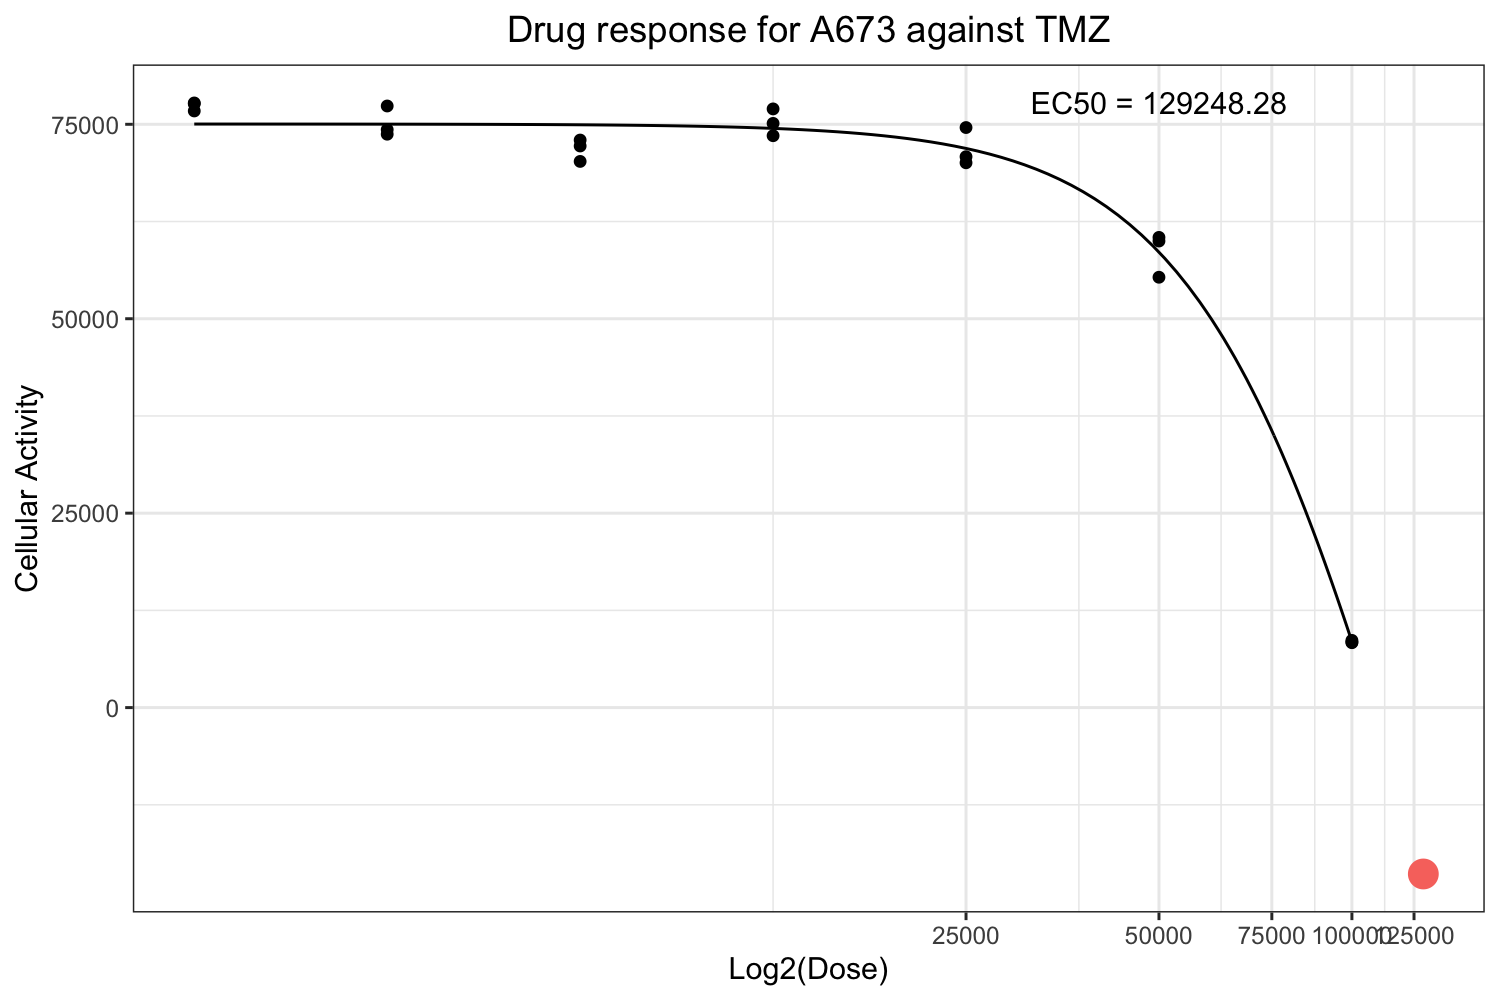 Drug response for A673 against TMZ
EC50 = 129248.28
75000
50000
25000
0
Cellular Activity
25000 50000 75000 100000 125000
Log2(Dose)